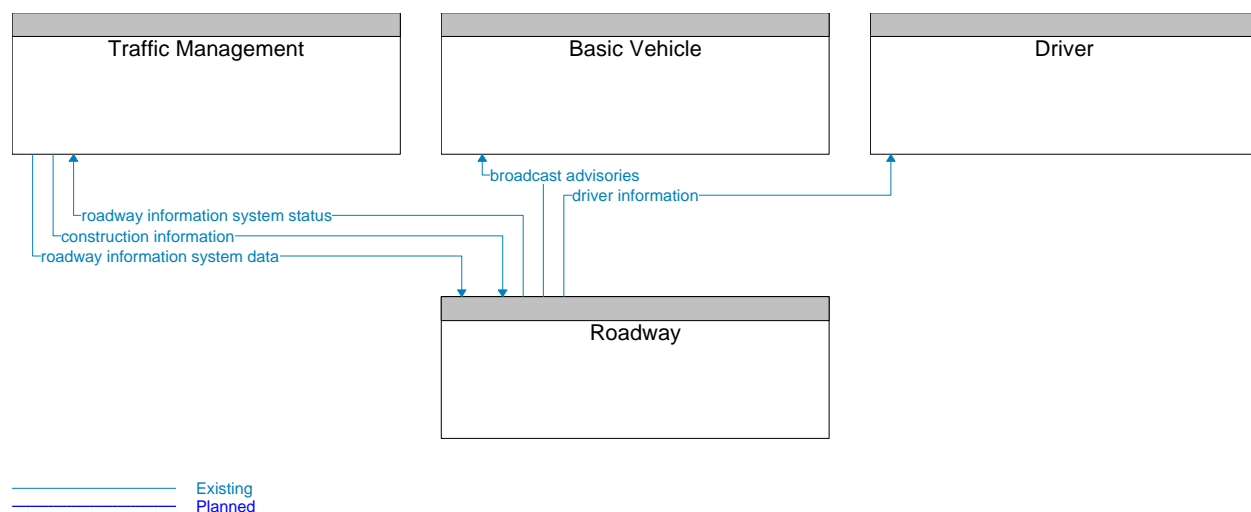 Traffic Management
Basic Vehicle
Driver
broadcast advisories
driver information
roadway information system status
construction information
roadway information system data
Roadway
Existing
Planned